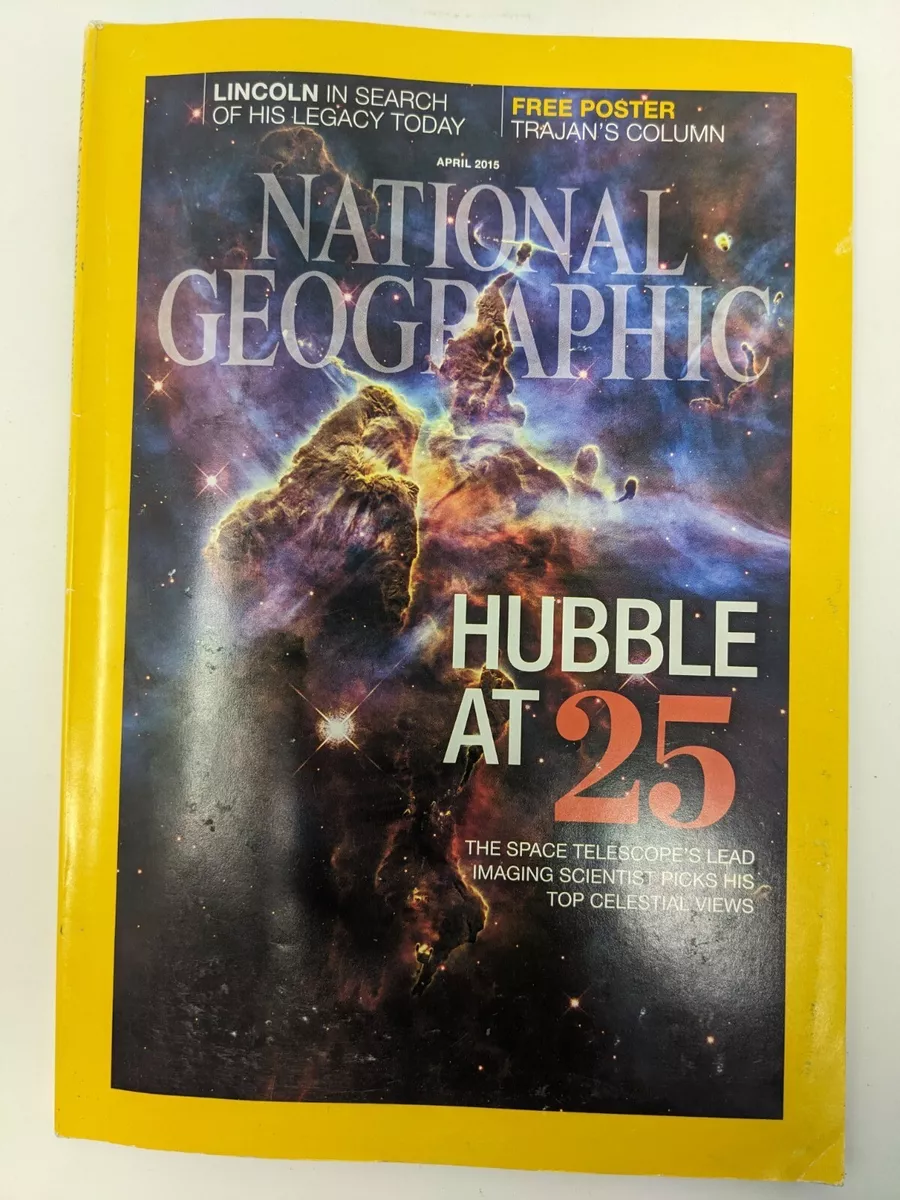 LINCOLN IN SEARCH
OF HIS LEGACY TODAY
FREE POSTER
TRAJAN'S COLUMN
APRIL 2015
NATIONAL
GEOGRAPHIC
HUBBLE
AT 25
THE SPACE TELESCOPE'S LEAD
IMAGING SCIENTIST PICKS HIS
TOP CELESTIAL VIEWS